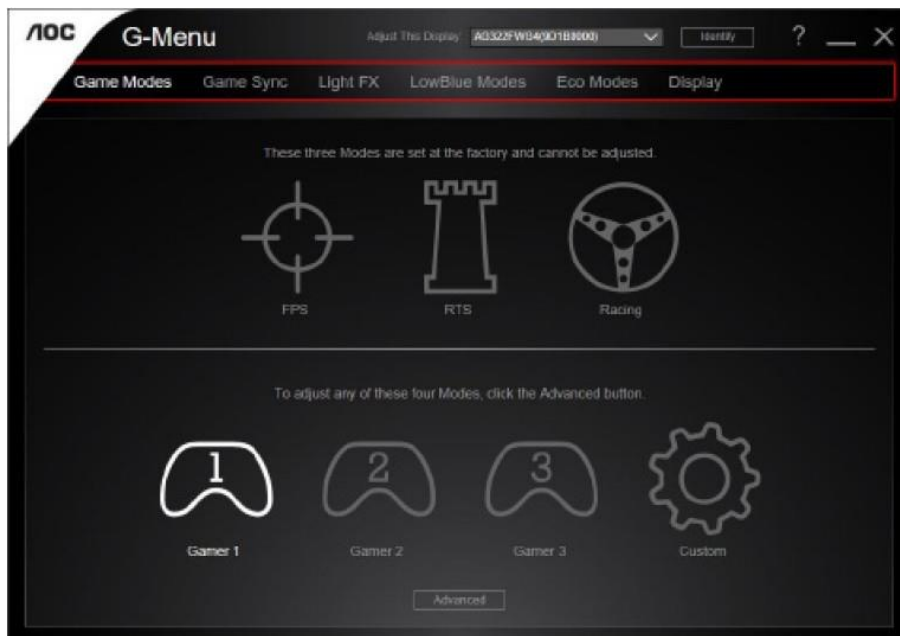 AOC G-Menu Adjust This Display: Identify ?
Game Modes Game Sync Light FX LowBlue Modes Eco Modes Display
These three Modes are set at the factory and cannot be adjusted.
FPS RTS Racing
To adjust any of these four Modes, click the Advanced button.
1 2 3
Gamer 1 Gamer 2 Gamer 3 Custom
Advanced